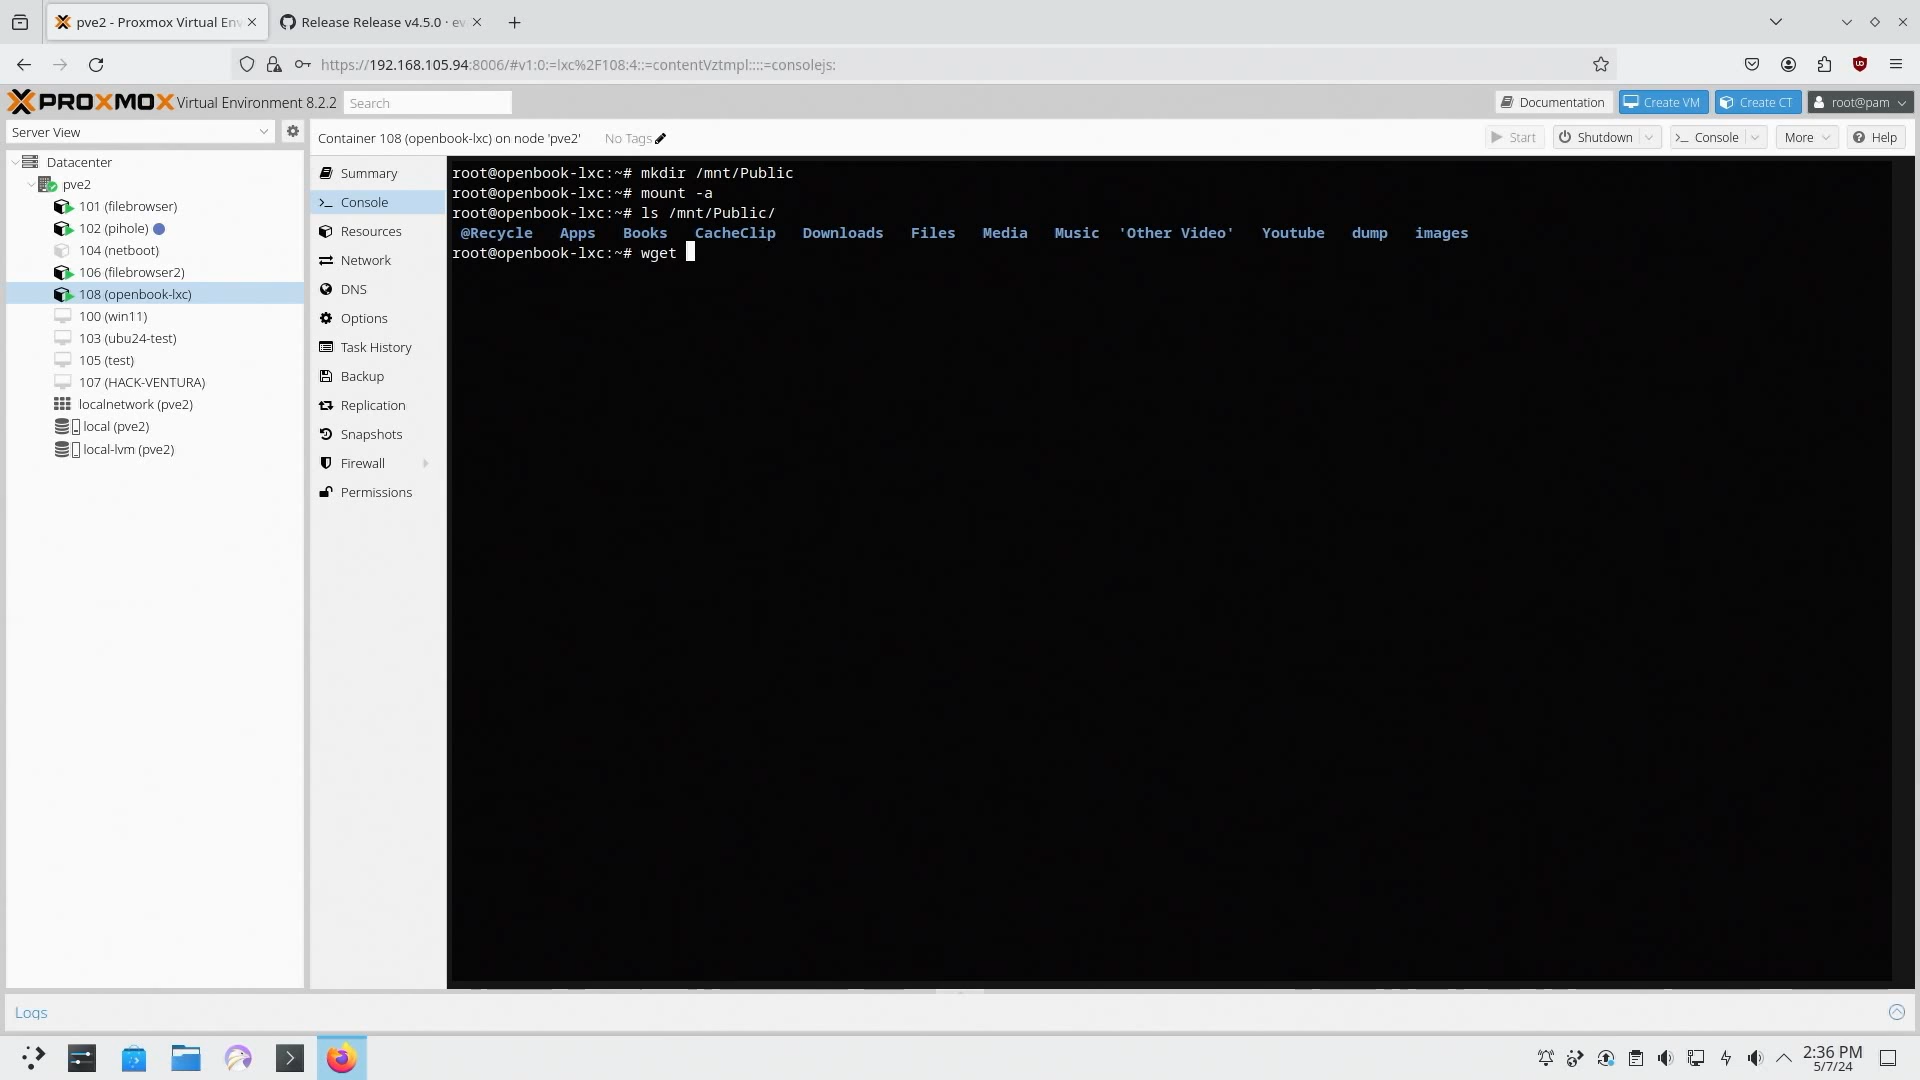 pve2 - Proxmox Virtual En
Release Release v4.5.0 · ev
https://192.168.105.94:8006/#v1:0:=lxc%2F108:4::=contentVztmpl::::=consolejs:
PROXMOX Virtual Environment 8.2.2
Search
Documentation
Create VM
Create CT
root@pam
Server View
Container 108 (openbook-lxc) on node 'pve2'
No Tags
Start
Shutdown
Console
More
Help
Datacenter
pve2
101 (filebrowser)
102 (pihole)
104 (netboot)
106 (filebrowser2)
108 (openbook-lxc)
100 (win11)
103 (ubu24-test)
105 (test)
107 (HACK-VENTURA)
localnetwork (pve2)
local (pve2)
local-lvm (pve2)
Summary
Console
Resources
Network
DNS
Options
Task History
Backup
Replication
Snapshots
Firewall
Permissions
root@openbook-lxc:~# mkdir /mnt/Public
root@openbook-lxc:~# mount -a
root@openbook-lxc:~# ls /mnt/Public/
@Recycle Apps Books CacheClip Downloads Files Media Music 'Other Video' Youtube dump images
root@openbook-lxc:~# wget
Logs
2:36 PM
5/7/24